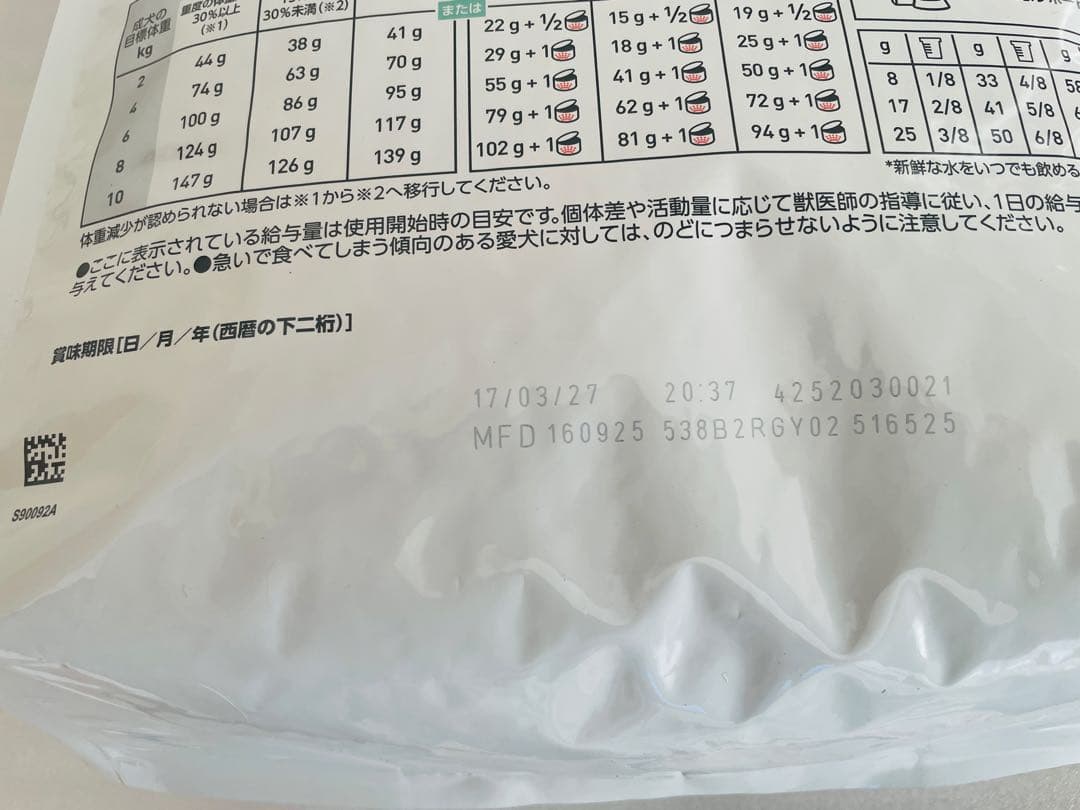 成犬の
目標体重
kg
30%以上
(※1)
30%未満(※2)
または
22 g + 1/2
15 g + 1/2
19 g + 1/2
2
44 g
38 g
41 g
29 g + 1
18 g + 1
25 g + 1
4
74 g
63 g
70 g
55 g + 1
41 g + 1
50 g + 1
6
100 g
86 g
95 g
79 g + 1
62 g + 1
72 g + 1
8
124 g
107 g
117 g
102 g + 1
81 g + 1
94 g + 1
10
147 g
126 g
139 g
g g g
8 1/8 33 4/8
17 2/8 41 5/8
25 3/8 50 6/8
*新鮮な水をいつでも飲める
体重減少が認められない場合は※1から※2へ移行してください。
●ここに表示されている給与量は使用開始時の目安です。個体差や活動量に応じて獣医師の指導に従い、1日の給与
与えてください。●急いで食べてしまう傾向のある愛犬に対しては、のどにつまらせないように注意してください。
賞味期限[日/月/年(西暦の下二桁)]
17/03/27 20:37 4252030021
MFD 160925 538B2RGY02 516525
S90092A